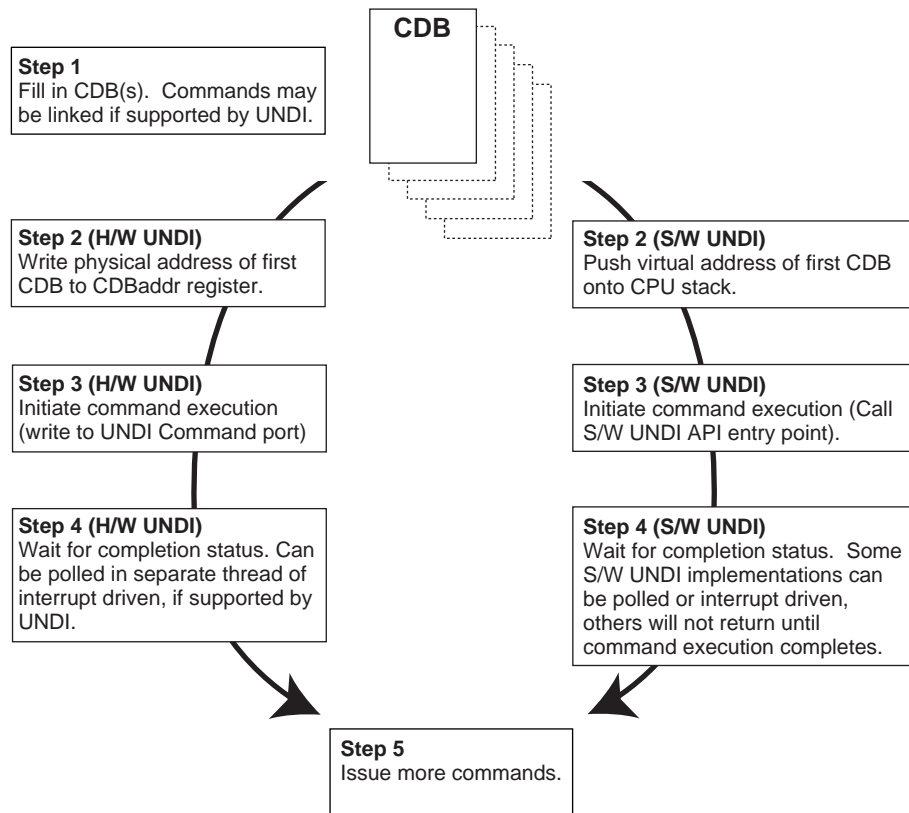 CDB
Step 1
Fill in CDB(s).  Commands may
be linked if supported by UNDI.
Step 2 (H/W UNDI)
Write physical address of first
CDB to CDBaddr register.
Step 2 (S/W UNDI)
Push virtual address of first CDB
onto CPU stack.
Step 3 (H/W UNDI)
Initiate command execution
(write to UNDI Command port)
Step 3 (S/W UNDI)
Initiate command execution (Call
S/W UNDI API entry point).
Step 4 (H/W UNDI)
Wait for completion status. Can
be polled in separate thread of
interrupt driven, if supported by
UNDI.
Step 4 (S/W UNDI)
Wait for completion status.  Some
S/W UNDI implementations can
be polled or interrupt driven,
others will not return until
command execution completes.
Step 5
Issue more commands.